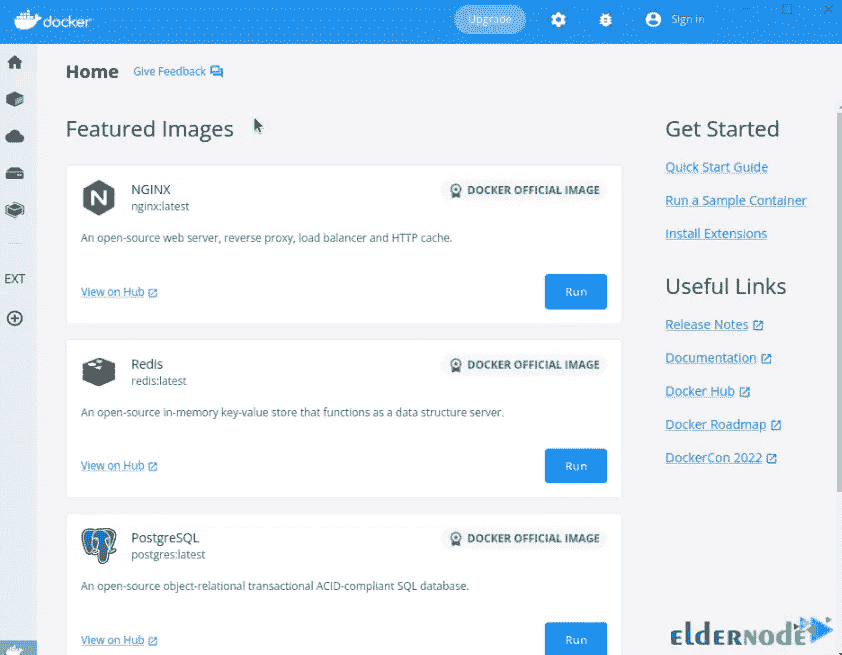 docker
Upgrade
Sign in
Home
Give Feedback
Featured Images
NGINX
nginx:latest
DOCKER OFFICIAL IMAGE
An open-source web server, reverse proxy, load balancer and HTTP cache.
View on Hub
Run
Redis
redis:latest
DOCKER OFFICIAL IMAGE
An open-source in-memory key-value store that functions as a data structure server.
View on Hub
Run
PostgreSQL
postgres:latest
DOCKER OFFICIAL IMAGE
An open-source object-relational transactional ACID-compliant SQL database.
View on Hub
Run
EXT
Get Started
Quick Start Guide
Run a Sample Container
Install Extensions
Useful Links
Release Notes
Documentation
Docker Hub
Docker Roadmap
DockerCon 2022
ELDERNODE